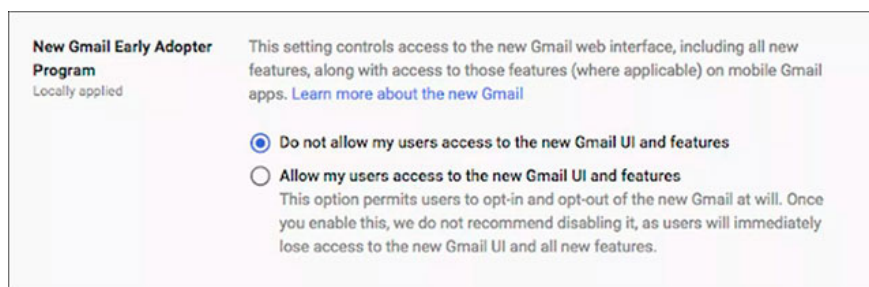 New Gmail Early Adopter
Program
Locally applied
This setting controls access to the new Gmail web interface, including all new
features, along with access to those features (where applicable) on mobile Gmail
apps. Learn more about the new Gmail
Do not allow my users access to the new Gmail UI and features
Allow my users access to the new Gmail UI and features
This option permits users to opt-in and opt-out of the new Gmail at will. Once
you enable this, we do not recommend disabling it, as users will immediately
lose access to the new Gmail UI and all new features.